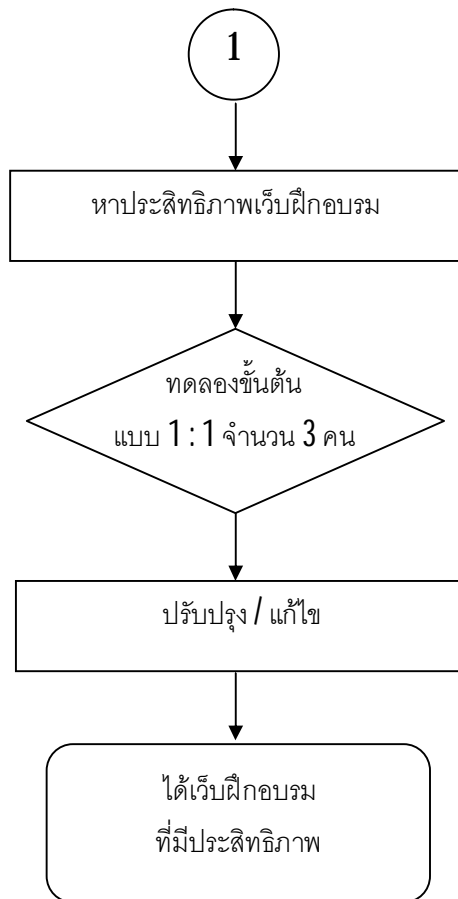 1
หาประสิทธิภาพเว็บฝึกอบรม
ทดลองขั้นต้น
แบบ 1 : 1 จำนวน 3 คน
ปรับปรุง / แก้ไข
ได้เว็บฝึกอบรม
ที่มีประสิทธิภาพ